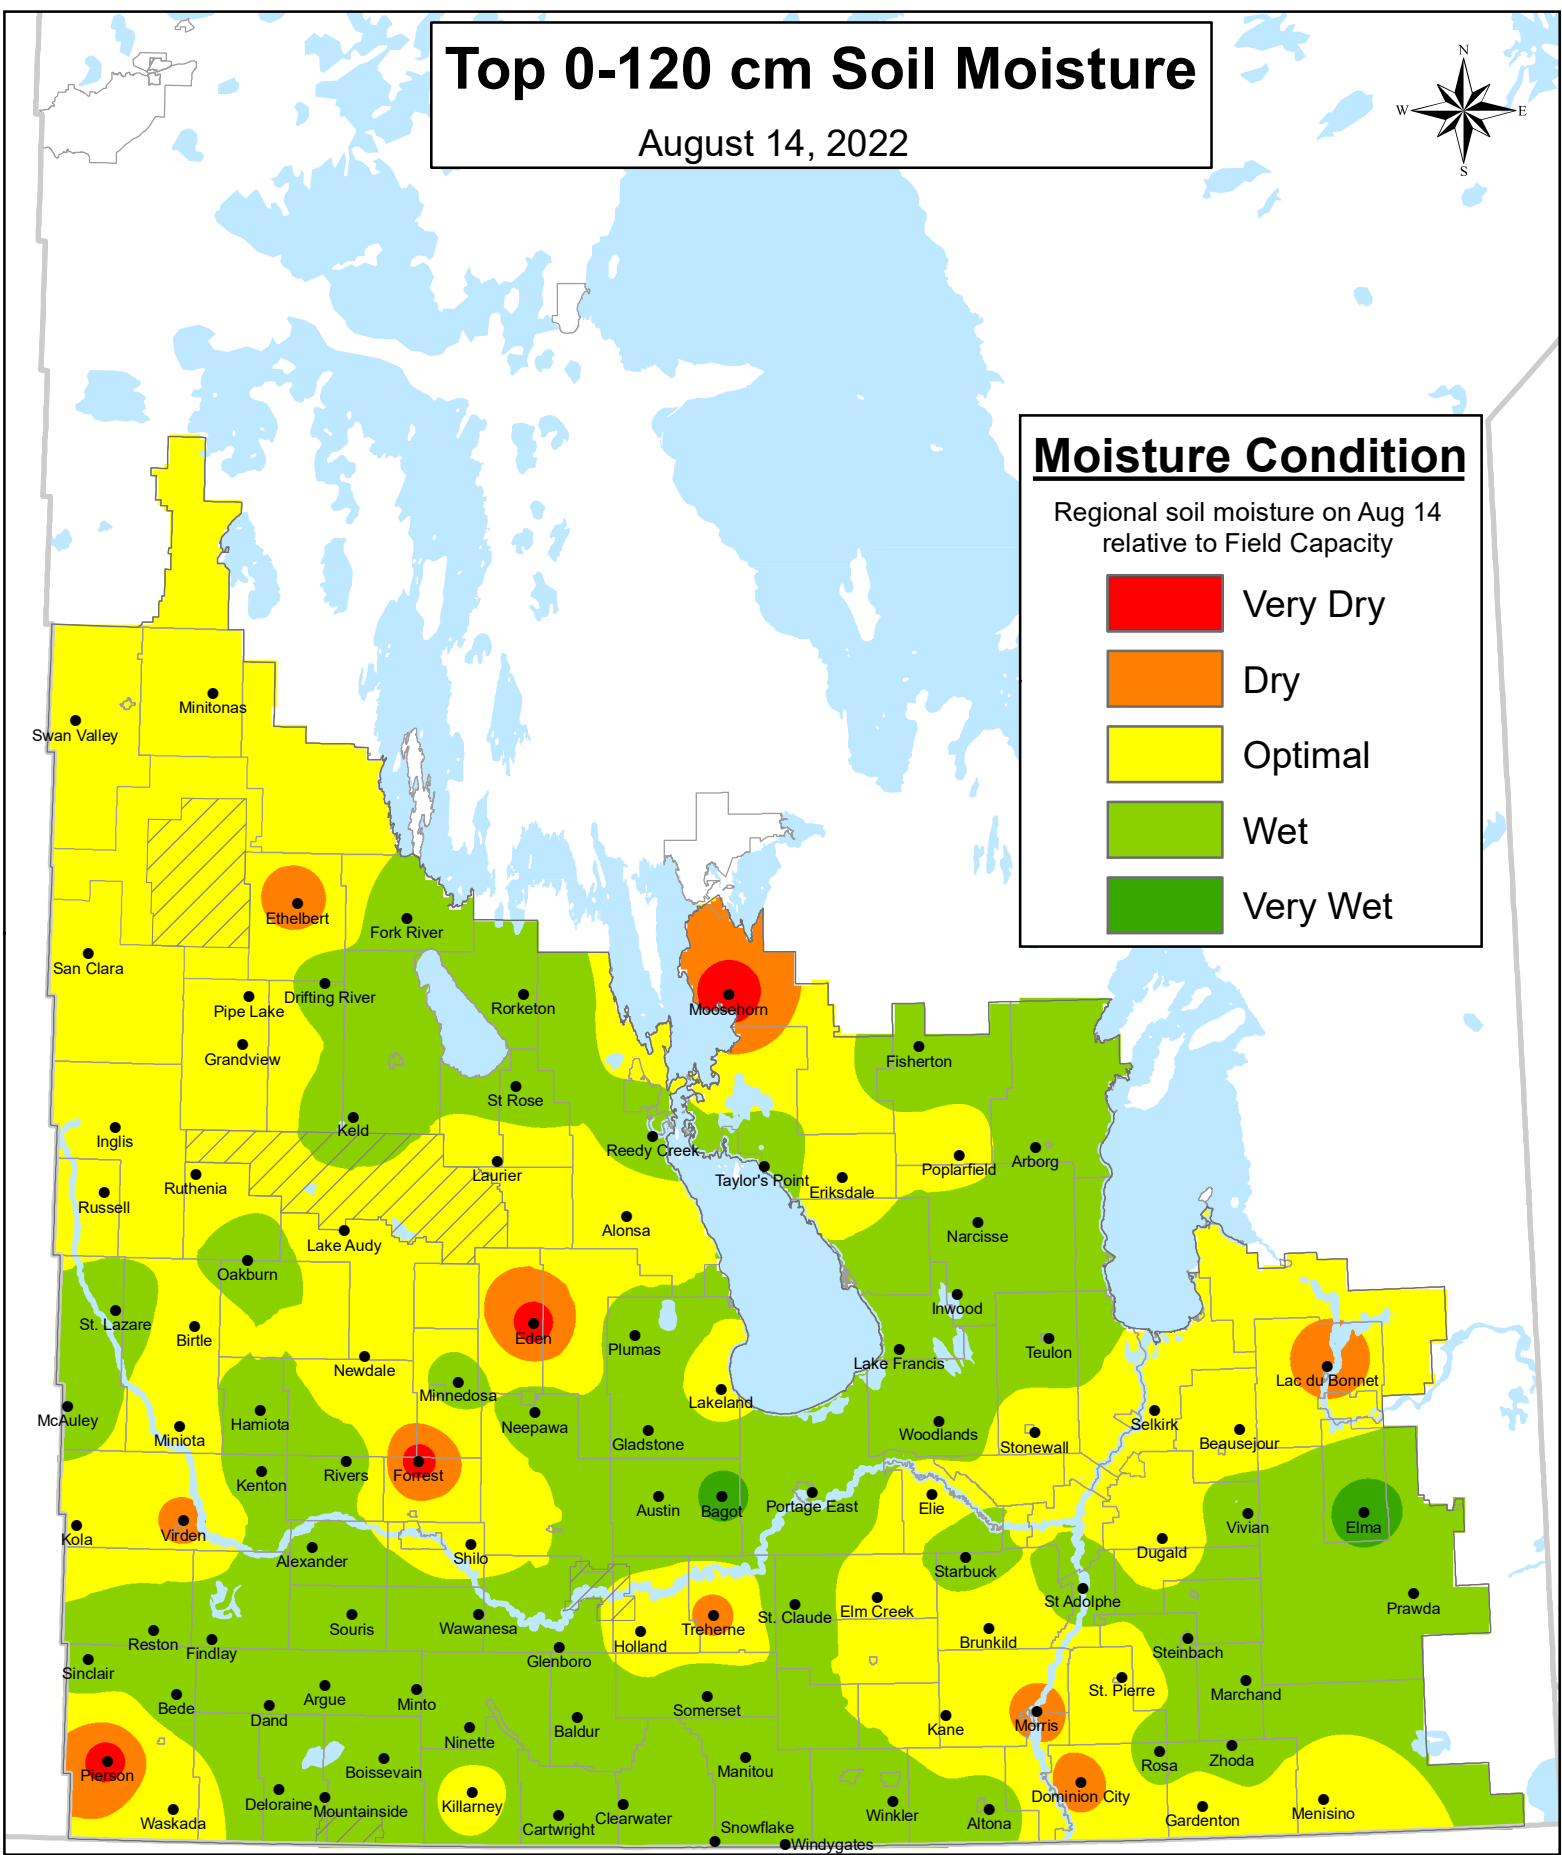 Top 0-120 cm Soil Moisture
August 14, 2022
N
W
E
S
Moisture Condition
Regional soil moisture on Aug 14
relative to Field Capacity
Very Dry
Dry
Optimal
Wet
Very Wet
Minitonas
Swan Valley
Ethelbert
Fork River
San Clara
Drifting River
Pipe Lake
Rorketon
Moosehorn
Grandview
Fisherton
St Rose
Keld
Inglis
Reedy Creek
Laurier
Taylor's Point
Poplarfield
Arborg
Ruthenia
Eriksdale
Russell
Alonsa
Narcisse
Lake Audy
Oakburn
Inwood
St. Lazare
Birtle
Eden
Plumas
Teulon
Lake Francis
Newdale
Minnedosa
Lac du Bonnet
Lakeland
McAuley
Hamiota
Neepawa
Selkirk
Miniota
Gladstone
Woodlands
Stonewall
Beausejour
Kenton
Rivers
Forrest
Austin
Bagot
Portage East
Elie
Virden
Kola
Vivian
Elma
Alexander
Shilo
Dugald
Starbuck
St Adolphe
Prawda
Souris
Wawanesa
St. Claude
Elm Creek
Treherne
Holland
Brunkild
Reston
Findlay
Steinbach
Glenboro
Sinclair
St. Pierre
Marchand
Bede
Argue
Minto
Dand
Somerset
Baldur
Kane
Morris
Ninette
Pierson
Boissevain
Manitou
Rosa
Zhoda
Deloraine
Mountainside
Killarney
Dominion City
Waskada
Cartwright
Clearwater
Winkler
Altona
Gardenton
Menisino
Snowflake
Windygates